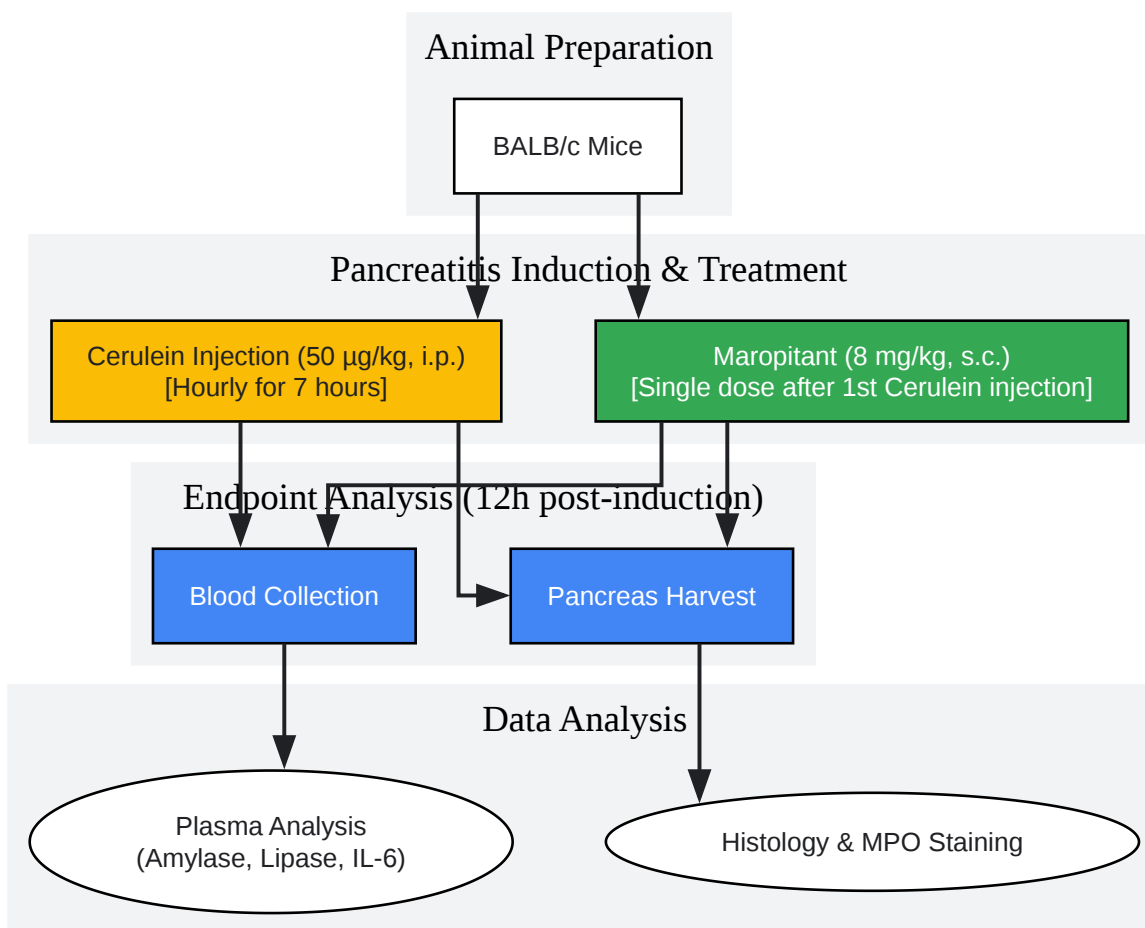 Animal Preparation
BALB/c Mice
Pancreatitis Induction & Treatment
Cerulein Injection (50 µg/kg, i.p.)
[Hourly for 7 hours]
Maropitant (8 mg/kg, s.c.)
[Single dose after 1st Cerulein injection]
Endpoint Analysis (12h post-induction)
Blood Collection
Pancreas Harvest
Data Analysis
Plasma Analysis
(Amylase, Lipase, IL-6)
Histology & MPO Staining